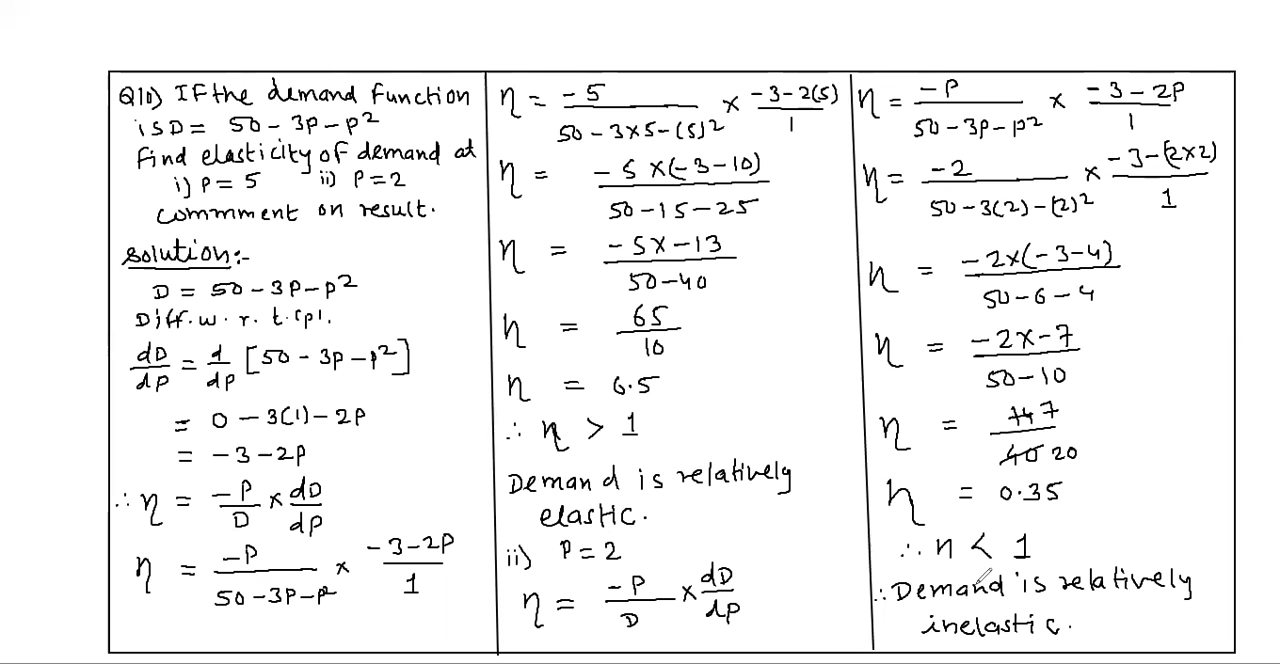 Q10) If the demand function
is D = 50 - 3p - p²
find elasticity of demand at
i) p = 5 ii) p = 2
commment on result.
solution:-
D = 50 - 3p - p²
Diff. w. r. t. (p).
dD/dp = d/dp [50 - 3p - p²]
= 0 - 3(1) - 2p
= -3 - 2p
∴ η = -p/D × dD/dp
η = -p/(50 - 3p - p²) × (-3 - 2p)/1
η = -5/(50 - 3×5 - (5)²) × (-3 - 2(5))/1
η = -5 × (-3 - 10)/(50 - 15 - 25)
η = -5 × -13/(50 - 40)
η = 65/10
η = 6.5
∴ η > 1
Demand is relatively
elastic.
ii) p = 2
η = -p/D × dD/dp
η = -p/(50 - 3p - p²) × (-3 - 2p)/1
η = -2/(50 - 3(2) - (2)²) × (-3 - (2×2))/1
η = -2×(-3-4)/(50 - 6 - 4)
η = -2 × -7/(50 - 10)
η = 14 7/40 20
η = 0.35
∴ η < 1
∴ Demand is relatively
inelastic.